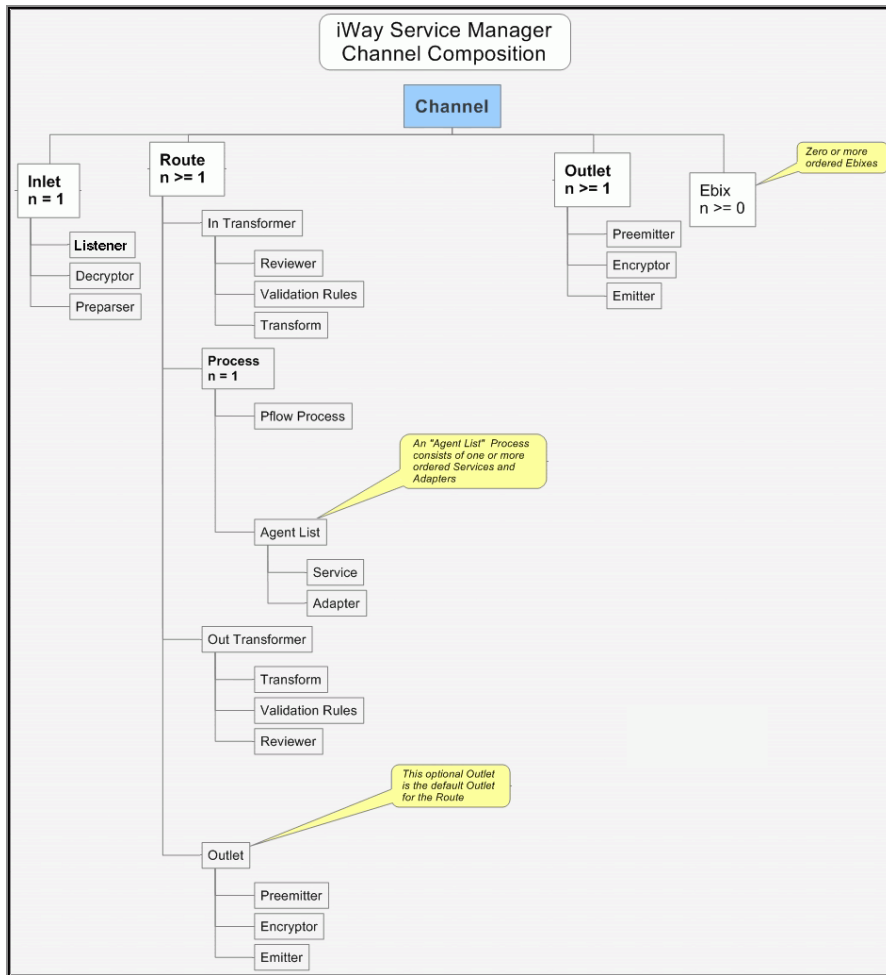 iWay Service Manager
Channel Composition
Channel
Inlet
n = 1
Listener
Decryptor
Preparser
Route
n >= 1
In Transformer
Reviewer
Validation Rules
Transform
Process
n = 1
Pflow Process
An "Agent List" Process
consists of one or more
ordered Services and
Adapters
Agent List
Service
Adapter
Out Transformer
Transform
Validation Rules
Reviewer
This optional Outlet
is the default Outlet
for the Route
Outlet
Preemitter
Encryptor
Emitter
Outlet
n >= 1
Preemitter
Encryptor
Emitter
Ebix
n >= 0
Zero or more
ordered Ebixes